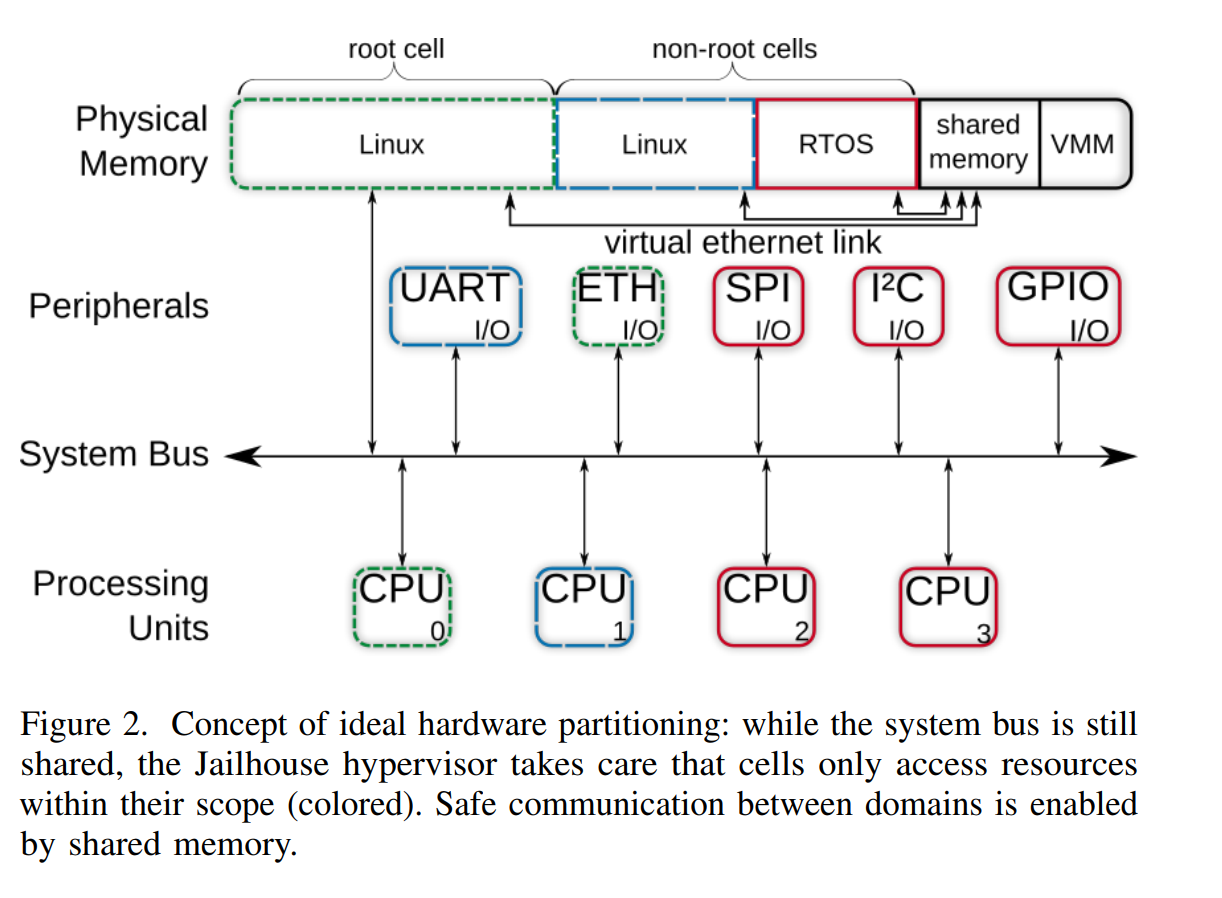 root cell
non-root cells
Physical
Memory
Linux
Linux
RTOS
shared
memory
VMM
virtual ethernet link
Peripherals
UART
I/O
ETH
I/O
SPI
I/O
I²C
I/O
GPIO
I/O
System Bus
Processing
Units
CPU
0
CPU
1
CPU
2
CPU
3
Figure 2. Concept of ideal hardware partitioning: while the system bus is still
shared, the Jailhouse hypervisor takes care that cells only access resources
within their scope (colored). Safe communication between domains is enabled
by shared memory.